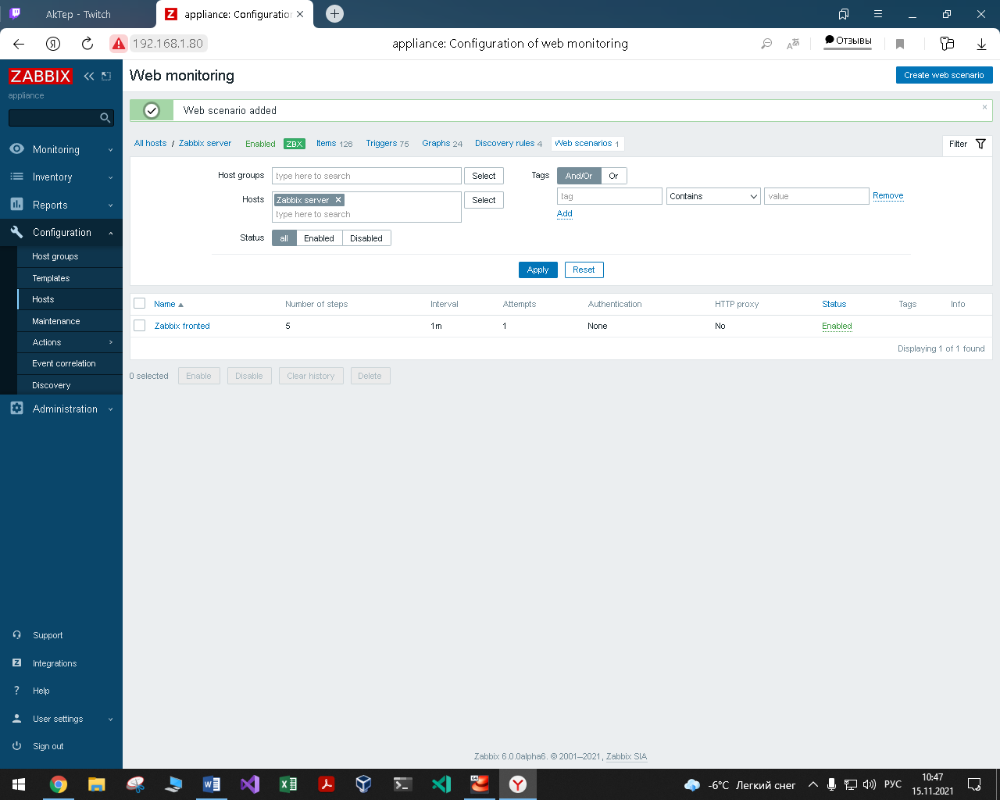 AkTep - Twitch
appliance: Configuration
192.168.1.80
appliance: Configuration of web monitoring
Отзывы
ZABBIX
appliance
Monitoring
Inventory
Reports
Configuration
Host groups
Templates
Hosts
Maintenance
Actions
Event correlation
Discovery
Administration
Support
Integrations
Help
User settings
Sign out
Web monitoring
Create web scenario
Web scenario added
All hosts / Zabbix server Enabled ZBX Items 126 Triggers 75 Graphs 24 Discovery rules 4 Web scenarios 1
Filter
Host groups type here to search Select
Hosts Zabbix server Select
type here to search
Status all Enabled Disabled
Tags And/Or Or
tag Contains value Remove
Add
Apply Reset
Name Number of steps Interval Attempts Authentication HTTP proxy Status Tags Info
Zabbix fronted 5 1m 1 None No Enabled
Displaying 1 of 1 found
0 selected Enable Disable Clear history Delete
Zabbix 6.0.0alpha6. © 2001–2021, Zabbix SIA
-6°C Легкий снег
РУС
10:47
15.11.2021